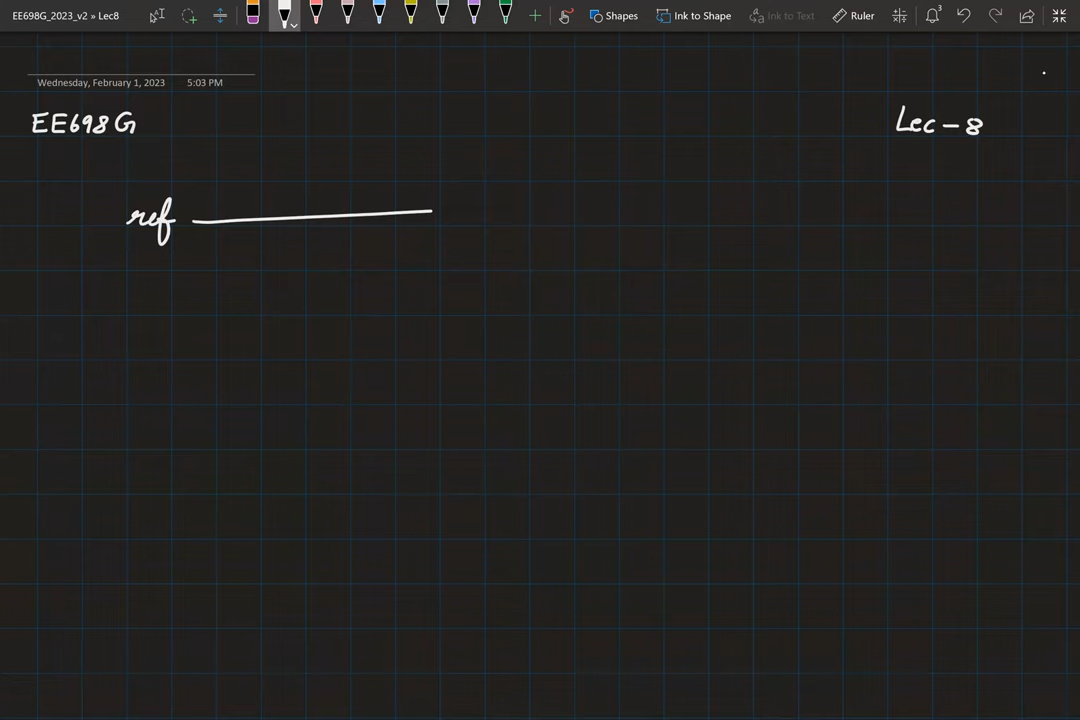 EE698G_2023_v2 » Lec8 Shapes Ink to Shape Ink to Text Ruler 3
Wednesday, February 1, 2023 5:03 PM
EE698G Lec-8
ref